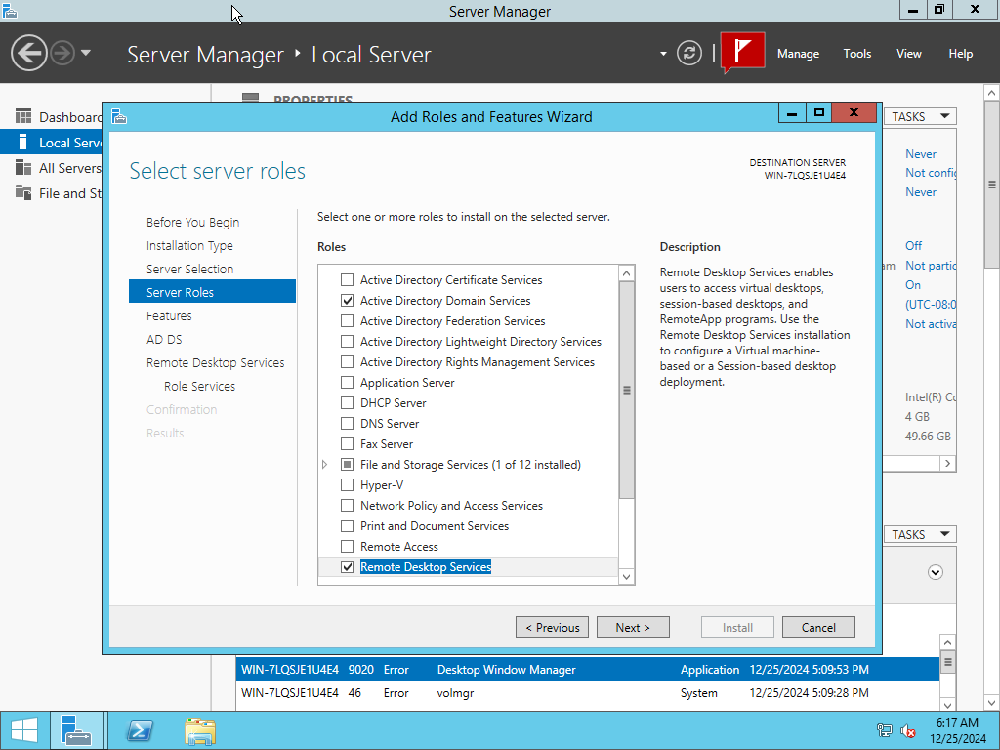 Server Manager
Server Manager
Local Server
Manage
Tools
View
Help
PROPERTIES
TASKS
Dashboard
Local Serve
All Servers
File and St
Never
Not config
Never
Off
Not partic
On
(UTC-08:0
Not activa
Intel(R) Co
4 GB
49.66 GB
TASKS
Add Roles and Features Wizard
Select server roles
DESTINATION SERVER
WIN-7LQSJE1U4E4
Before You Begin
Installation Type
Server Selection
Server Roles
Features
AD DS
Remote Desktop Services
Role Services
Confirmation
Results
Select one or more roles to install on the selected server.
Roles
Active Directory Certificate Services
Active Directory Domain Services
Active Directory Federation Services
Active Directory Lightweight Directory Services
Active Directory Rights Management Services
Application Server
DHCP Server
DNS Server
Fax Server
File and Storage Services (1 of 12 installed)
Hyper-V
Network Policy and Access Services
Print and Document Services
Remote Access
Remote Desktop Services
Description
Remote Desktop Services enables
users to access virtual desktops,
session-based desktops, and
RemoteApp programs. Use the
Remote Desktop Services installation
to configure a Virtual machine-
based or a Session-based desktop
deployment.
< Previous
Next >
Install
Cancel
WIN-7LQSJE1U4E4 9020 Error Desktop Window Manager Application 12/25/2024 5:09:53 PM
WIN-7LQSJE1U4E4 46 Error volmgr System 12/25/2024 5:09:28 PM
6:17 AM
12/25/2024